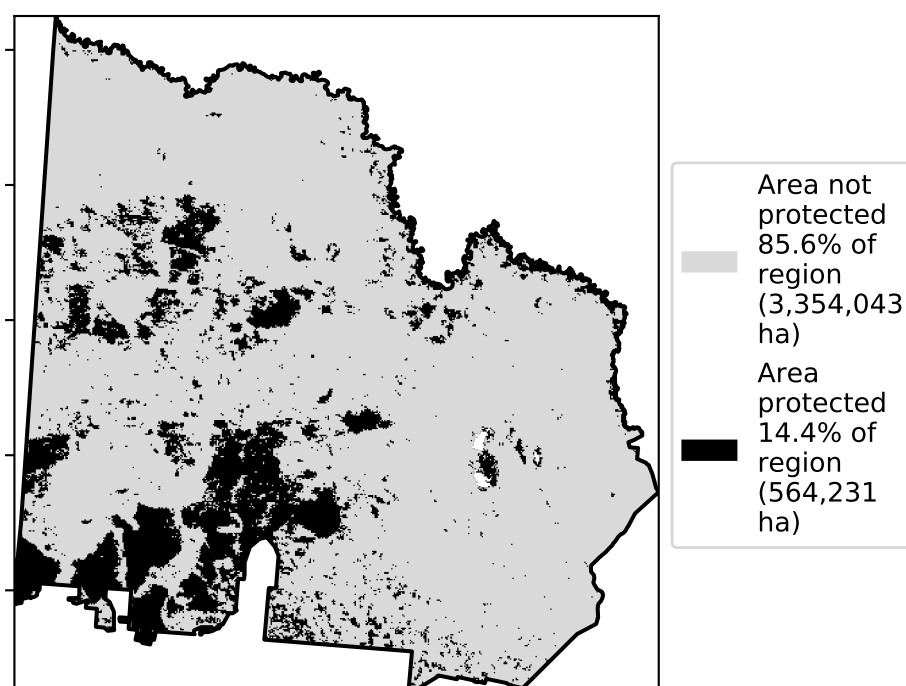 Area not
protected
85.6% of
region
(3,354,043
ha)
Area
protected
14.4% of
region
(564,231
ha)